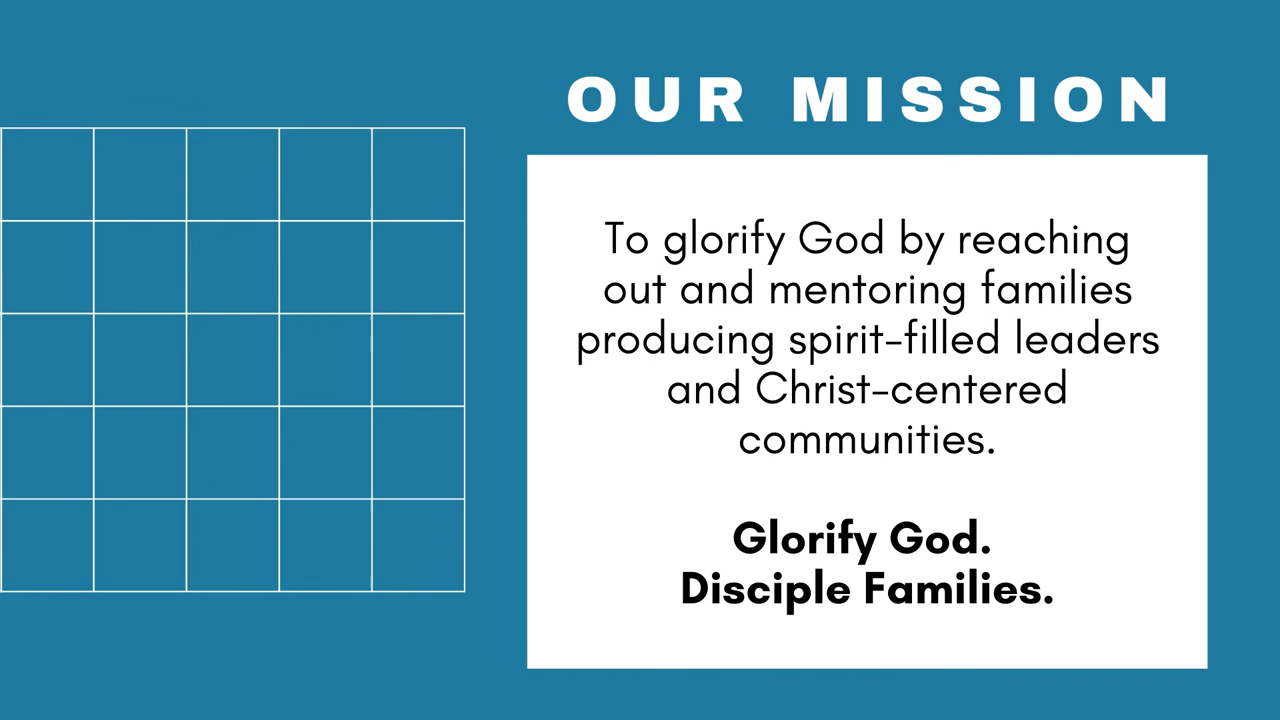 OUR MISSION
To glorify God by reaching
out and mentoring families
producing spirit-filled leaders
and Christ-centered
communities.
Glorify God.
Disciple Families.